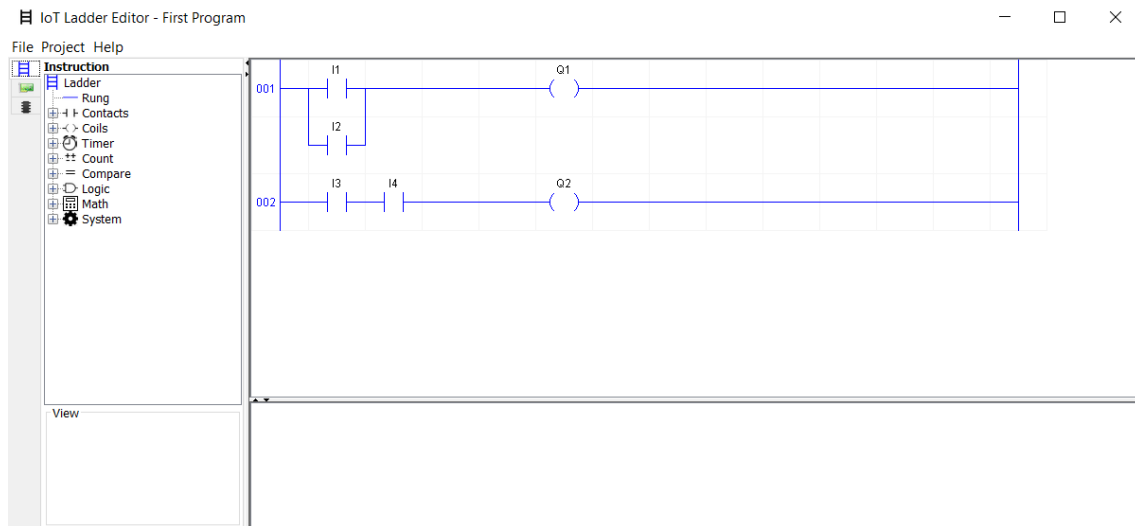 IoT Ladder Editor - First Program
File Project Help
Instruction
Ladder
Rung
Contacts
Coils
Timer
Count
Compare
Logic
Math
System
View
I1
Q1
001
I2
I3
I4
Q2
002